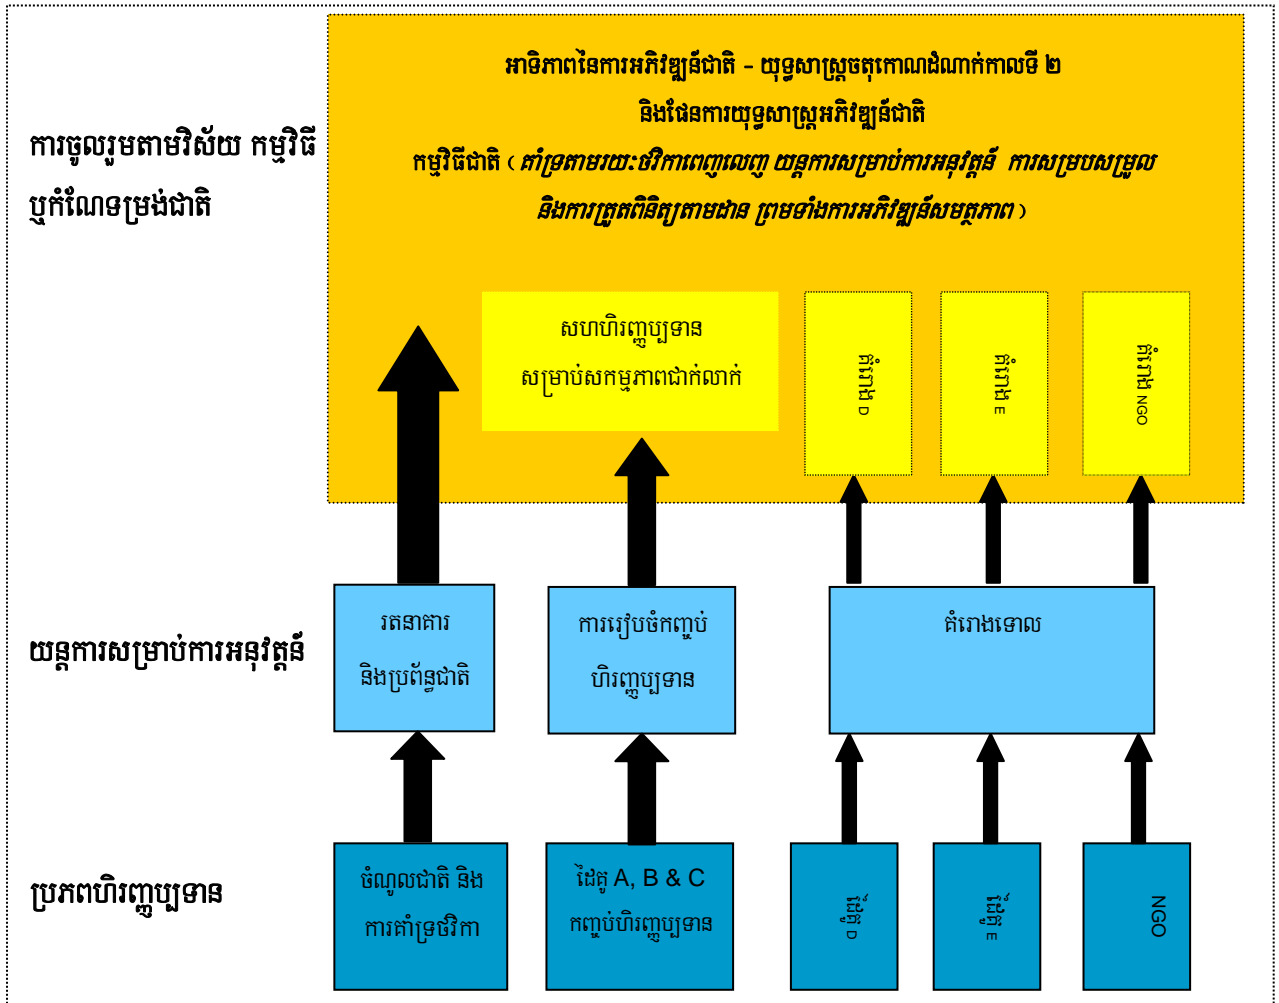 អាទិភាពនៃការអភិវឌ្ឍន៍ជាតិ – យុទ្ធសាស្ត្រចតុកោណដំណាក់កាលទី ២
និងផែនការយុទ្ធសាស្ត្រអភិវឌ្ឍន៍ជាតិ
កម្មវិធីជាតិ (គាំទ្រតាមរយៈថវិកាពេញលេញ យន្តការសម្រាប់ការអនុវត្តន៍ ការសម្របសម្រួល
និងការត្រួតពិនិត្យតាមដាន ព្រមទាំងការអភិវឌ្ឍន៍សមត្ថភាព)
ការចូលរួមតាមវិស័យ កម្មវិធី
ឬកំណែទម្រង់ជាតិ
សហហិរញ្ញប្បទាន
សម្រាប់សកម្មភាពជាក់លាក់
គំរោង D
គំរោង E
គំរោង NGO
យន្តការសម្រាប់ការអនុវត្តន៍
រតនាគារ
និងប្រព័ន្ធជាតិ
ការរៀបចំកញ្ចប់
ហិរញ្ញប្បទាន
គំរោងទោល
ប្រភពហិរញ្ញប្បទាន
ចំណូលជាតិ និង
ការគាំទ្រថវិកា
ដៃគូ A, B & C
កញ្ចប់ហិរញ្ញប្បទាន
ដៃគូ D
ដៃគូ E
NGO